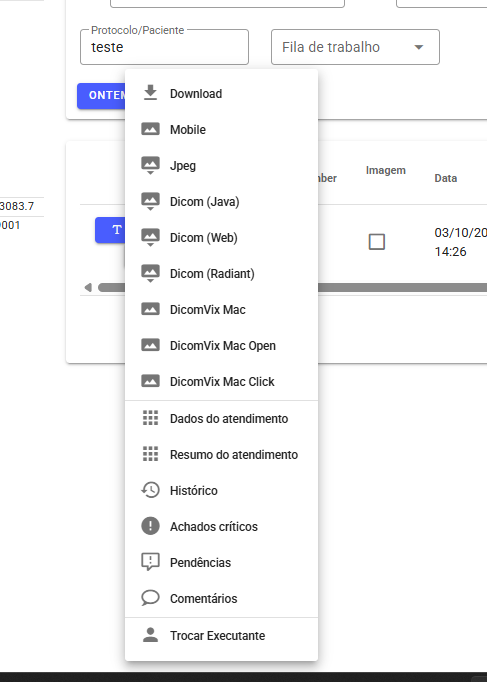 Protocolo/Paciente
teste
Fila de trabalho
ONTEM
Download
Mobile
Jpeg
Dicom (Java)
Dicom (Web)
Dicom (Radiant)
DicomVix Mac
DicomVix Mac Open
DicomVix Mac Click
Dados do atendimento
Resumo do atendimento
Histórico
Achados críticos
Pendências
Comentários
Trocar Executante
Imagem
Data
3083.7
9001
T
03/10/20
14:26